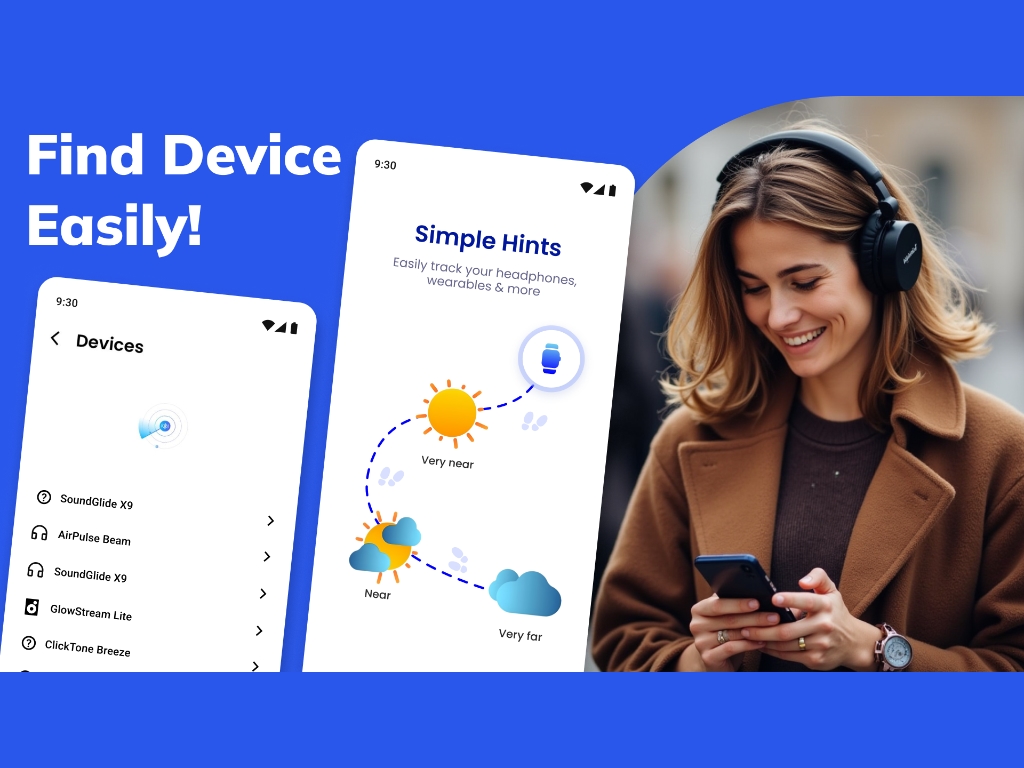 Find Device
Easily!
9:30
Devices
SoundGlide X9
AirPulse Beam
SoundGlide X9
GlowStream Lite
ClickTone Breeze
9:30
Simple Hints
Easily track your headphones,
wearables & more
Very near
Near
Very far